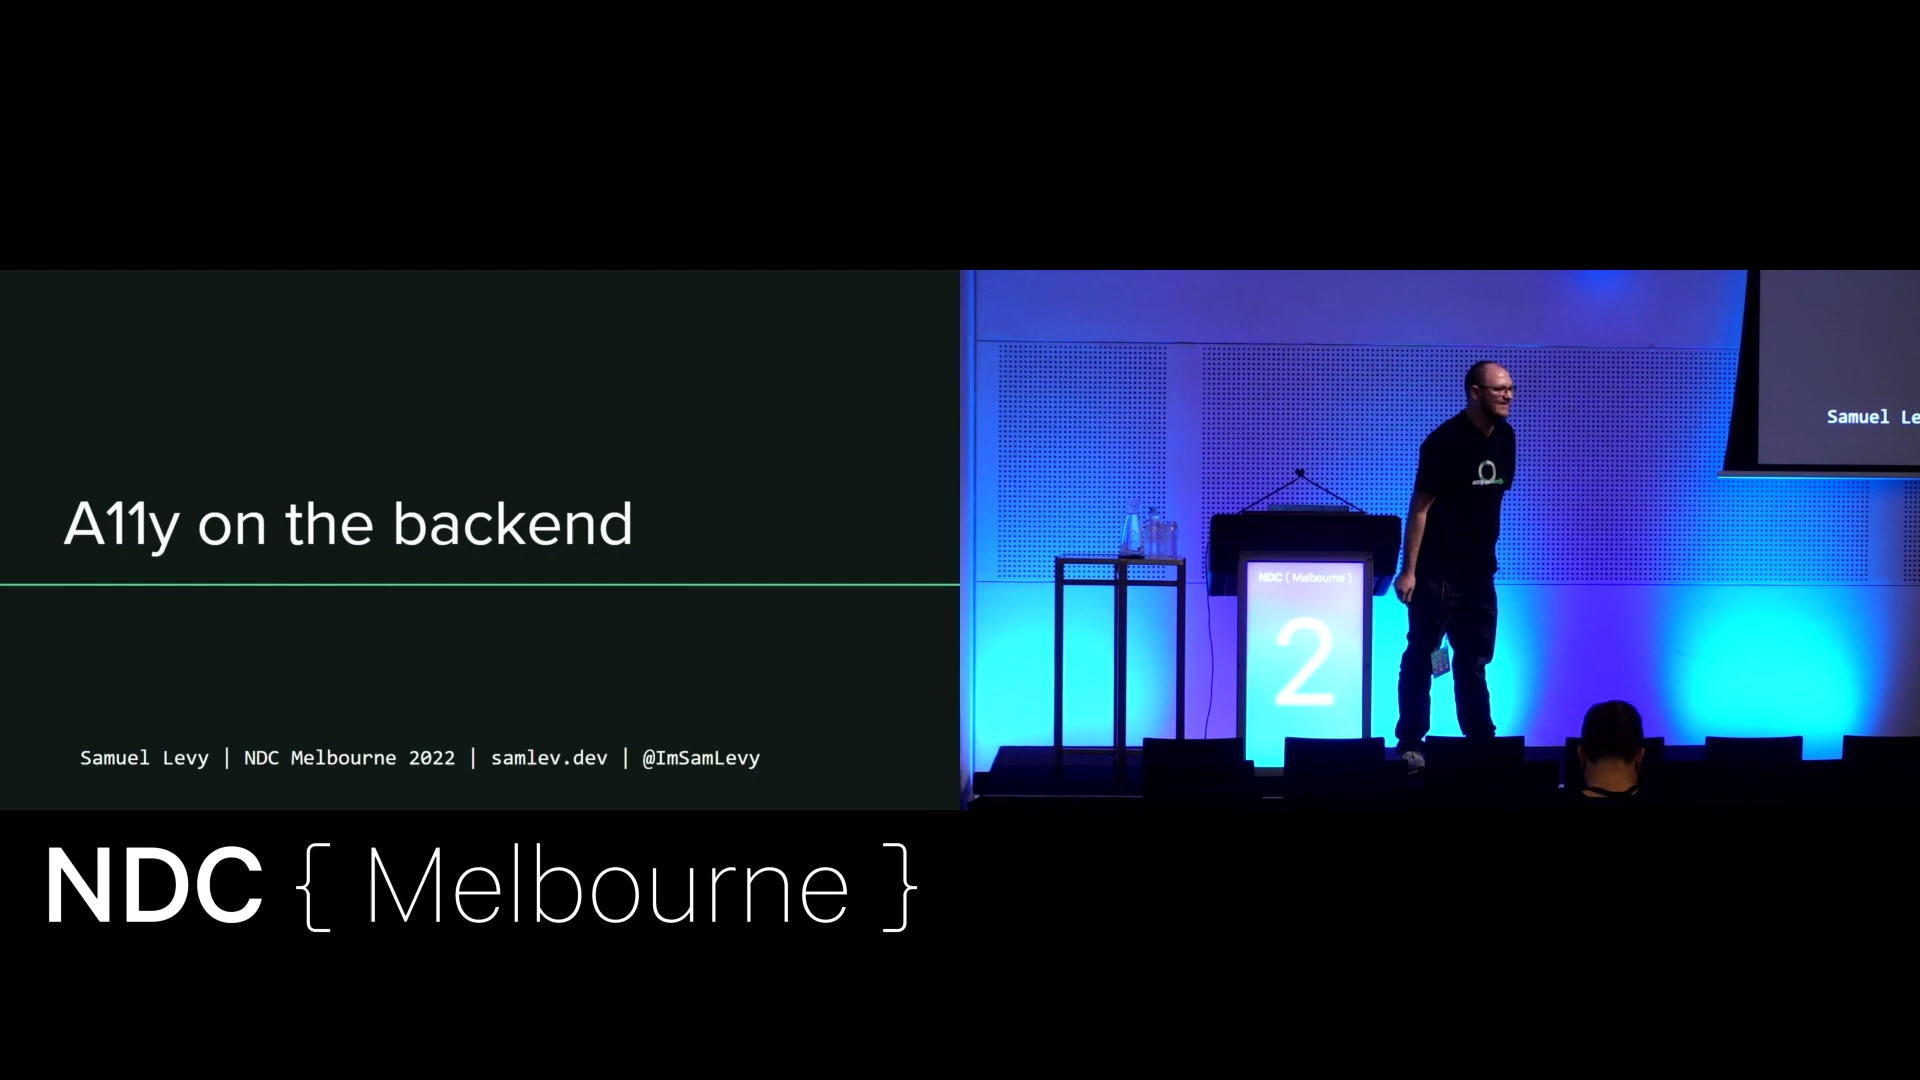 A11y on the backend
Samuel Levy | NDC Melbourne 2022 | samlev.dev | @ImSamLevy
Samuel Le
NDC { Melbourne }
2
NDC { Melbourne }